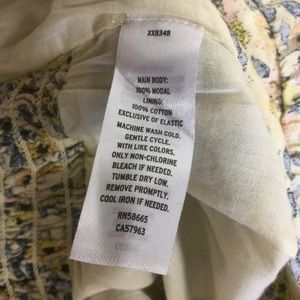 XX8348
MAIN BODY:
100% MODAL
LINING:
100% COTTON
EXCLUSIVE OF ELASTIC
MACHINE WASH COLD.
GENTLE CYCLE.
WITH LIKE COLORS.
ONLY NON-CHLORINE
BLEACH IF NEEDED.
TUMBLE DRY LOW.
REMOVE PROMPTLY.
COOL IRON IF NEEDED.
RN58665
CA57963